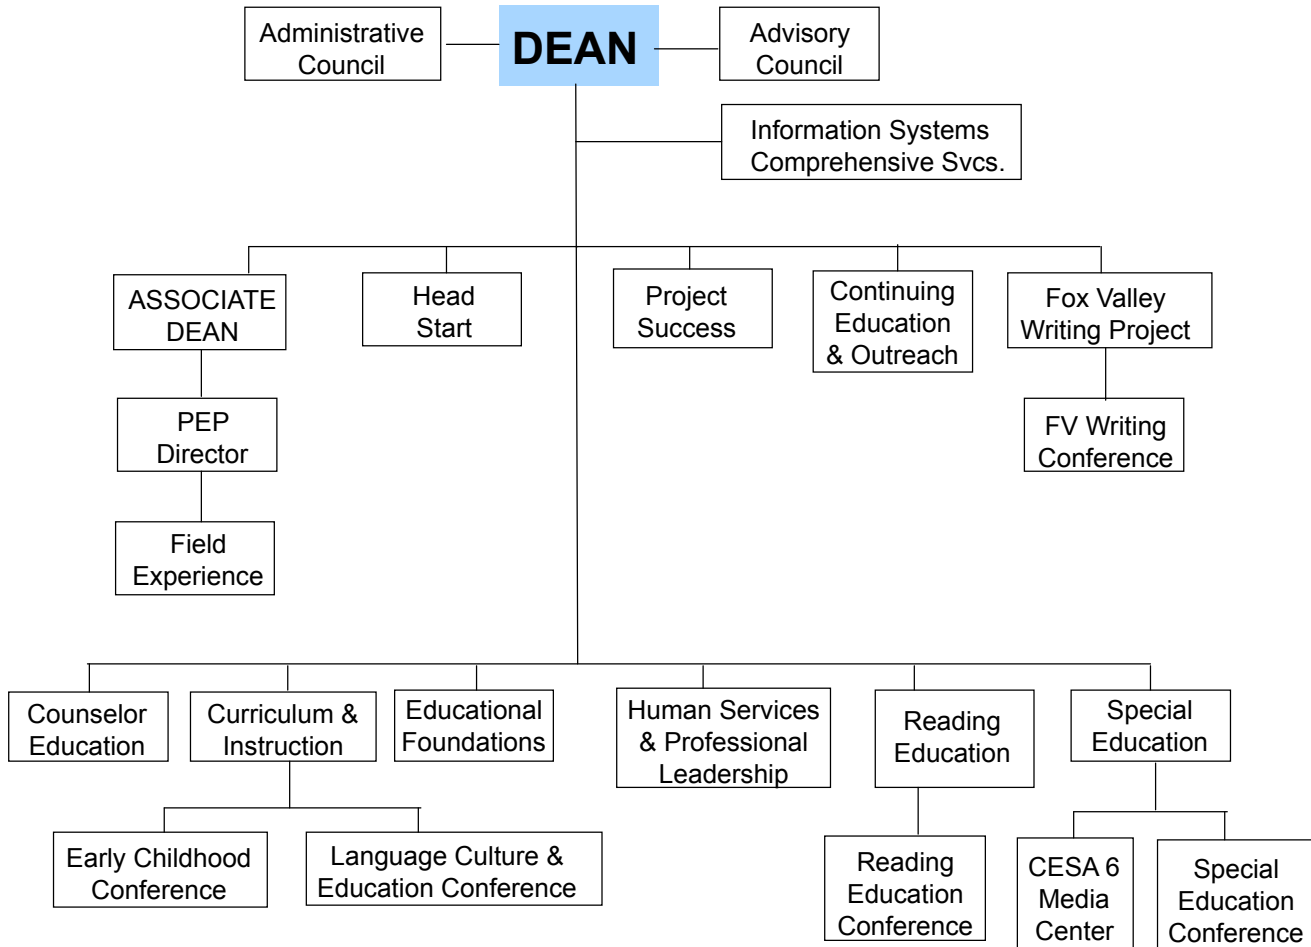 Administrative
Council
DEAN
Advisory
Council
Information Systems
Comprehensive Svcs.
ASSOCIATE
DEAN
Head
Start
Project
Success
Continuing
Education
& Outreach
Fox Valley
Writing Project
PEP
Director
FV Writing
Conference
Field
Experience
Counselor
Education
Curriculum &
Instruction
Educational
Foundations
Human Services
& Professional
Leadership
Reading
Education
Special
Education
Early Childhood
Conference
Language Culture &
Education Conference
Reading
Education
Conference
CESA 6
Media
Center
Special
Education
Conference